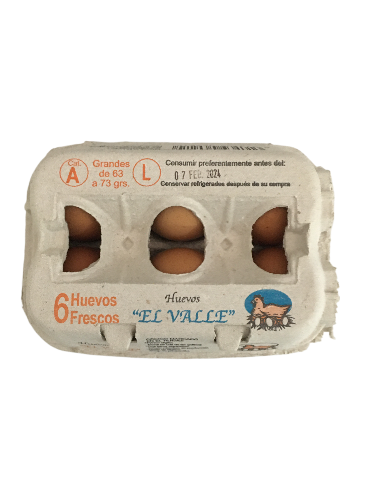 Cat.
A
Grandes
de 63
a 73 grs.
L
Consumir preferentemente antes del:
07 FEB. 2024
Conservar refrigerados después de su compra
6 Huevos
Frescos
Huevos
"EL VALLE"